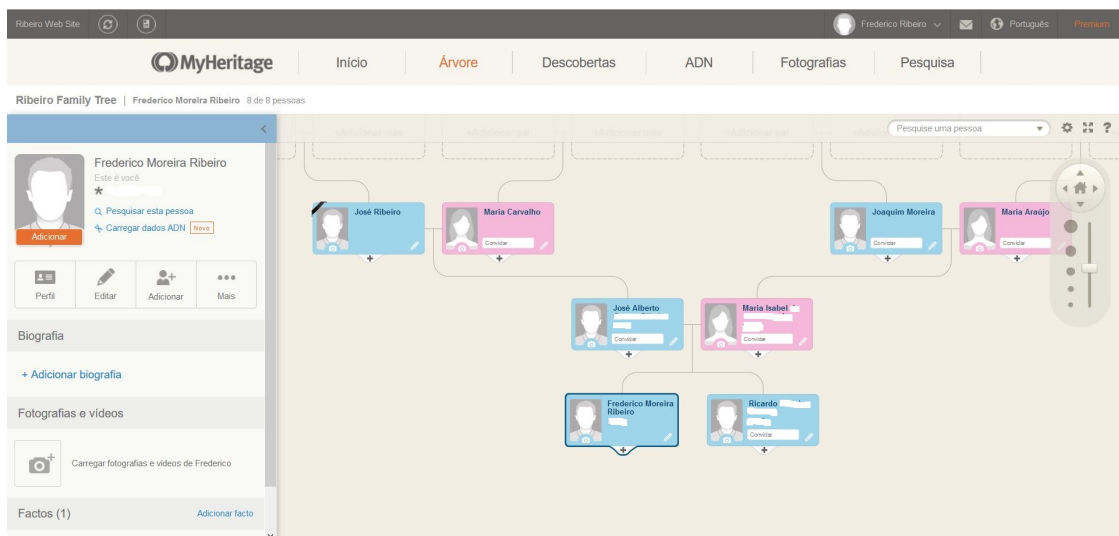 Ribeiro Web Site
Frederico Ribeiro
Português
Premium
MyHeritage
Início
Árvore
Descobertas
ADN
Fotografias
Pesquisa
Ribeiro Family Tree | Frederico Moreira Ribeiro 8 de 8 pessoas
Pesquise uma pessoa
?
Frederico Moreira Ribeiro
Este é você
*
Pesquisar esta pessoa
Carregar dados ADN Novo
Adicionar
Perfil
Editar
Adicionar
Mais
Biografia
+ Adicionar biografia
Fotografias e vídeos
Carregar fotografias e vídeos de Frederico
Factos (1)
Adicionar facto
José Ribeiro
Maria Carvalho
Convidar
Joaquim Moreira
Convidar
Maria Araújo
Convidar
José Alberto
Convidar
Maria Isabel
Convidar
Frederico Moreira
Ribeiro
Ricardo
Convidar